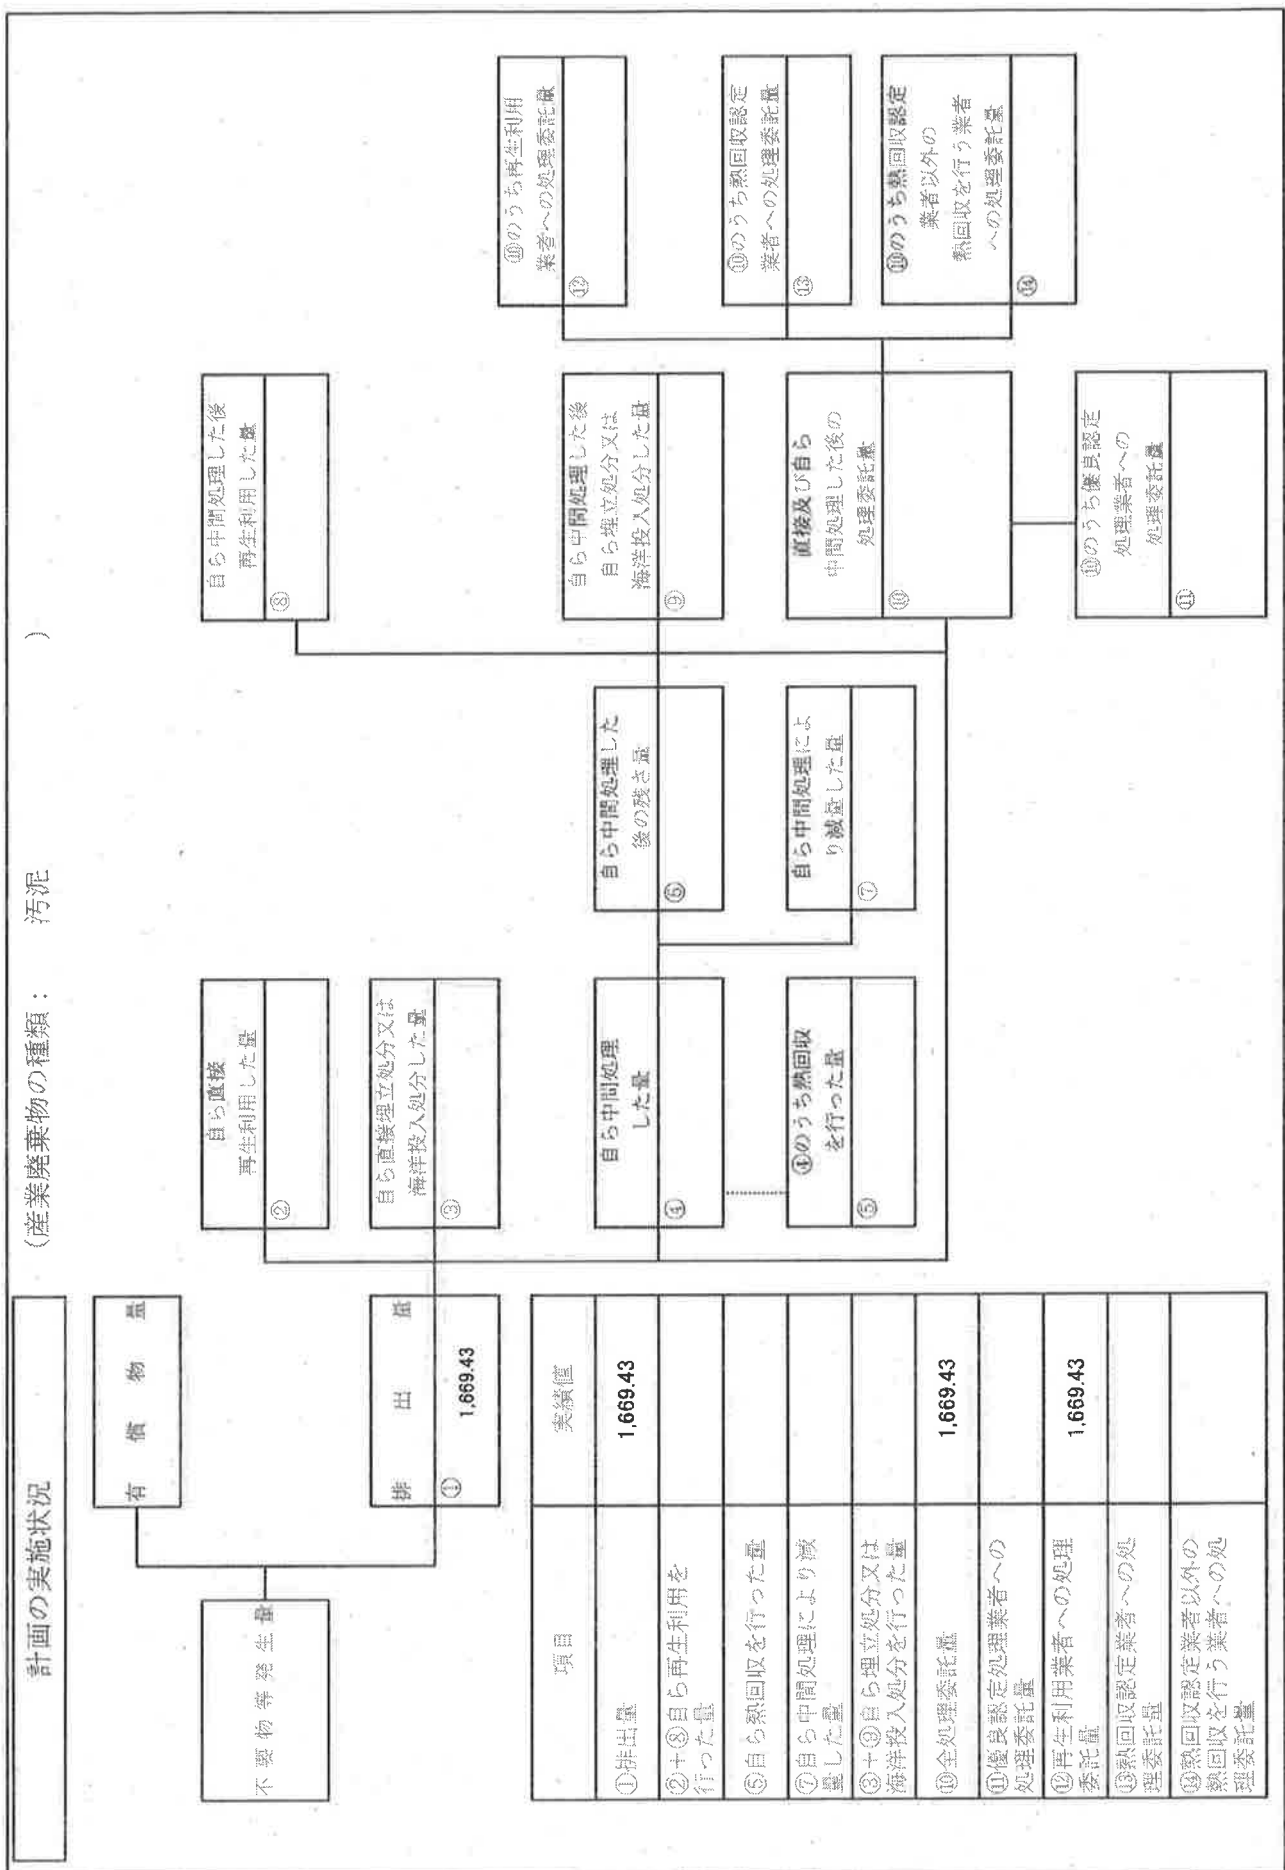 計画の実施状況
(産業廃棄物の種類： 汚泥 )
不要物等発生量
有償物量
排出量
①
1,669.43
自ら直接
再生利用した量
②
自ら直接埋立処分又は
海洋投入処分した量
③
自ら中間処理
した量
④
④のうち熱回収
を行った量
⑤
自ら中間処理した
後の残さ量
⑥
自ら中間処理によ
り減量した量
⑦
自ら中間処理した後
再生利用した量
⑧
自ら中間処理した後
自ら埋立処分又は
海洋投入処分した量
⑨
直接及び自ら
中間処理した後の
処理委託量
⑩
⑩のうち優良認定
処理業者への
処理委託量
⑪
⑩のうち再生利用
業者への処理委託量
⑫
⑩のうち熱回収認定
業者への処理委託量
⑬
⑩のうち熱回収認定
業者以外の
熱回収を行う業者
への処理委託量
⑭
項目 実績値
①排出量 1,669.43
②＋⑧自ら再生利用を
行った量
⑤自ら熱回収を行った量
⑦自ら中間処理により減
量した量
③＋⑨自ら埋立処分又は
海洋投入処分を行った量
⑩全処理委託量 1,669.43
⑪優良認定処理業者への
処理委託量
⑫再生利用業者への処理
委託量 1,669.43
⑬熱回収認定業者への処
理委託量
⑭熱回収認定業者以外の
熱回収を行う業者への処
理委託量